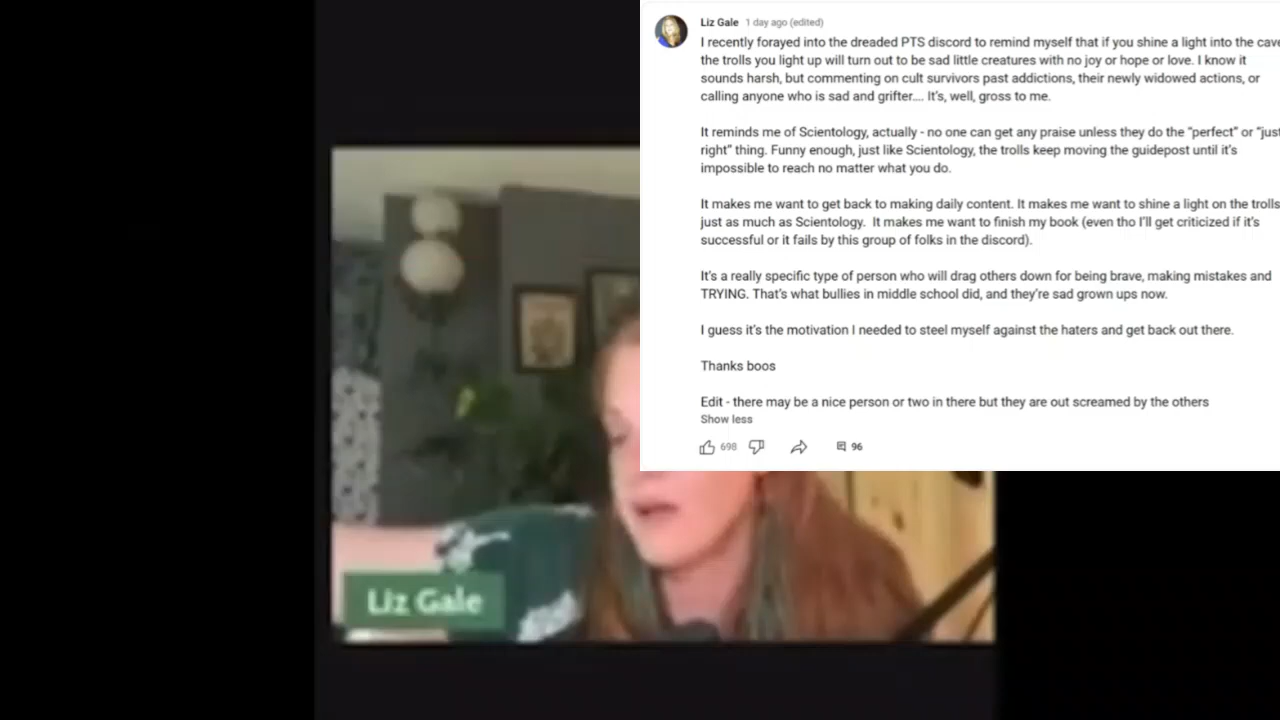 Liz Gale 1 day ago (edited)
I recently forayed into the dreaded PTS discord to remind myself that if you shine a light into the cave
the trolls you light up will turn out to be sad little creatures with no joy or hope or love. I know it
sounds harsh, but commenting on cult survivors past addictions, their newly widowed actions, or
calling anyone who is sad and grifter.... It's, well, gross to me.
It reminds me of Scientology, actually - no one can get any praise unless they do the "perfect" or "just
right" thing. Funny enough, just like Scientology, the trolls keep moving the guidepost until it's
impossible to reach no matter what you do.
It makes me want to get back to making daily content. It makes me want to shine a light on the trolls
just as much as Scientology.  It makes me want to finish my book (even tho I'll get criticized if it's
successful or it fails by this group of folks in the discord).
It's a really specific type of person who will drag others down for being brave, making mistakes and
TRYING. That's what bullies in middle school did, and they're sad grown ups now.
I guess it's the motivation I needed to steel myself against the haters and get back out there.
Thanks boos
Edit - there may be a nice person or two in there but they are out screamed by the others
Show less
698 96
Liz Gale